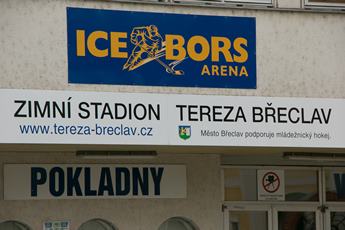 ICE BORS
ARENA
ZIMNÍ STADION
www.tereza-breclav.cz
TEREZA BŘECLAV
Město Břeclav podporuje mládežnický hokej.
POKLADNY